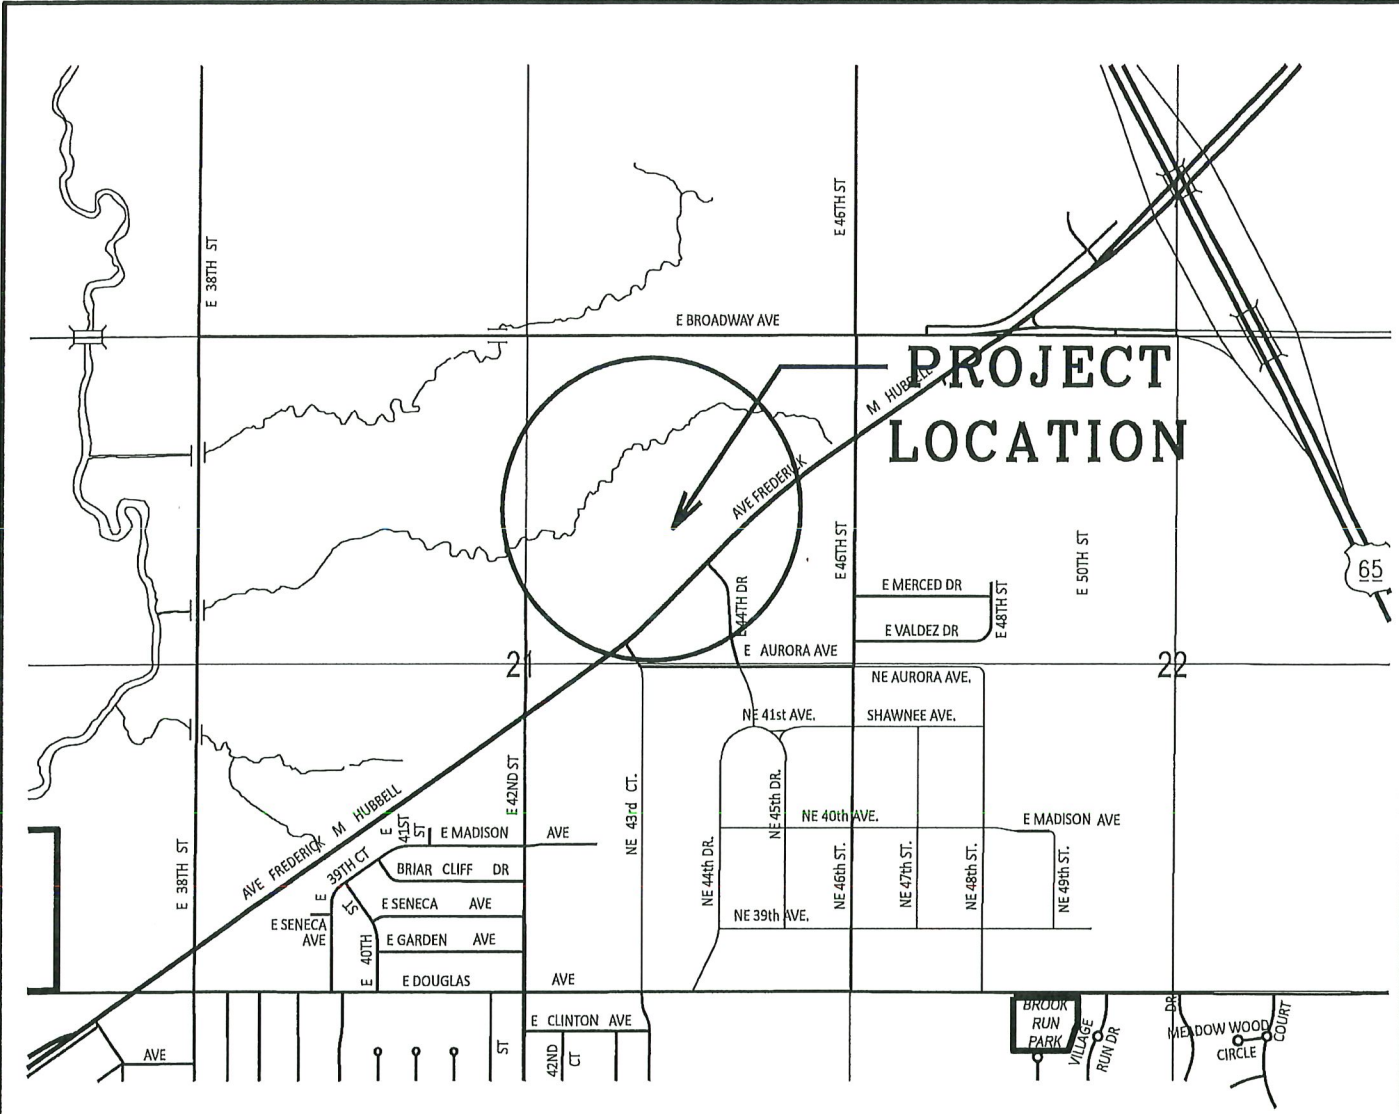 E 38TH ST
E 46TH ST
E BROADWAY AVE
PROJECT
LOCATION
M HUBBELL
AVE FREDERICK
E 46TH ST
E 50TH ST
65
E 44TH DR
E MERCED DR
E 48TH ST
E VALDEZ DR
E AURORA AVE
21
22
NE AURORA AVE.
NE 41st AVE.
SHAWNEE AVE.
E 42ND ST
NE 43rd CT.
NE 45th DR.
NE 40th AVE.
E MADISON AVE
AVE FREDERICK M HUBBELL
E 41ST ST
E MADISON AVE
E 39TH CT
BRIAR CLIFF DR
E 38TH ST
NE 44th DR.
NE 46th ST.
NE 47th ST.
NE 48th ST.
NE 49th ST.
E SENECA AVE
NE 39th AVE.
E SENECA
AVE
E 40TH ST
E GARDEN AVE
E DOUGLAS AVE
E CLINTON AVE
BROOK
RUN
PARK
VILLAGE
RUN DR
DR
MEADOW WOOD
CIRCLE
COURT
AVE
ST
42ND
CT